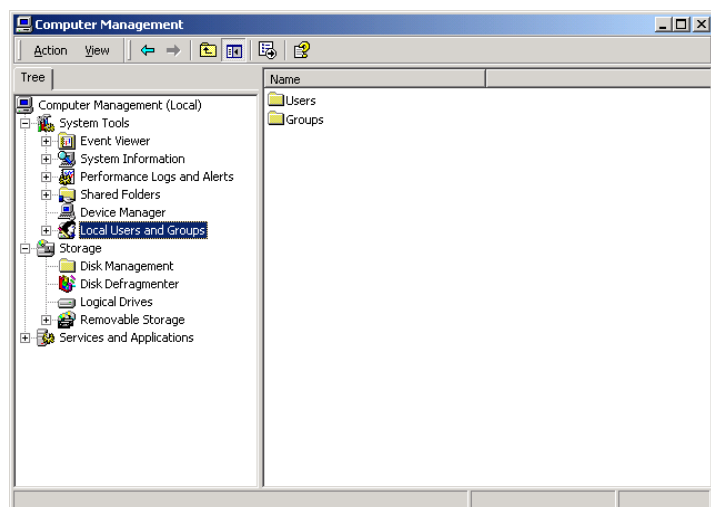 Computer Management
Action View
Tree
Name
Computer Management (Local)
System Tools
Event Viewer
System Information
Performance Logs and Alerts
Shared Folders
Device Manager
Local Users and Groups
Storage
Disk Management
Disk Defragmenter
Logical Drives
Removable Storage
Services and Applications
Users
Groups